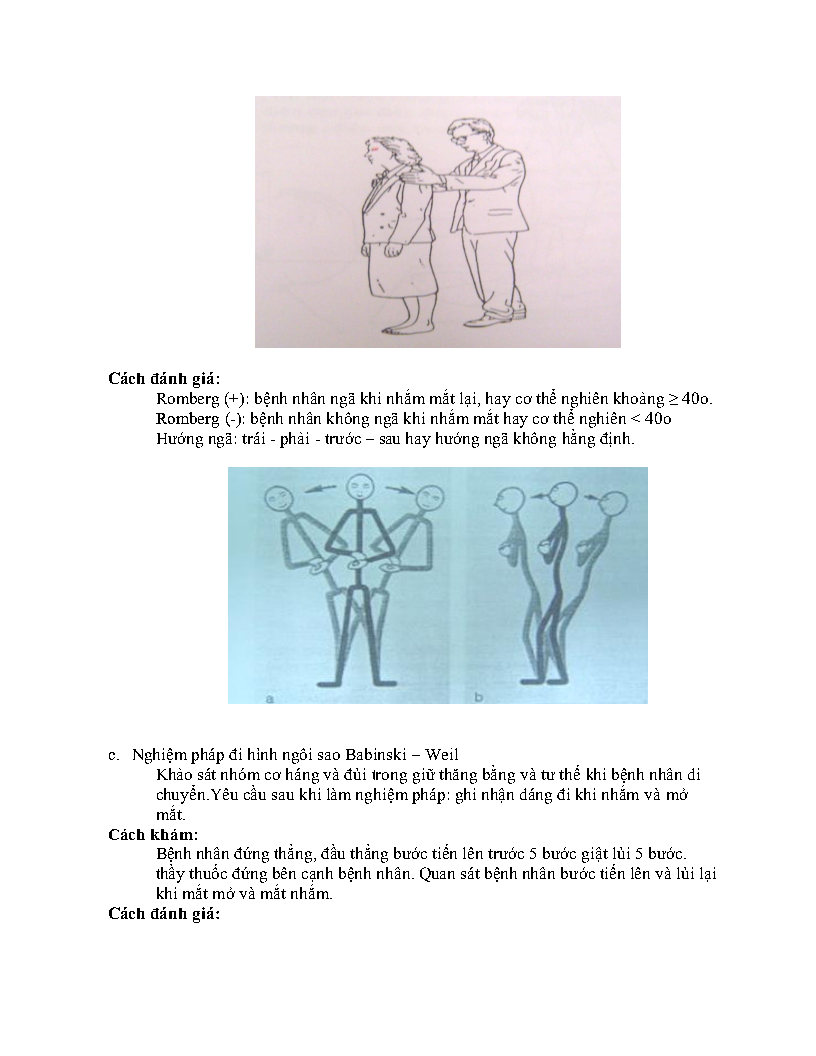 Cách đánh giá:
Romberg (+): bệnh nhân ngã khi nhắm mắt lại, hay cơ thể nghiên khoảng ≥ 40o.
Romberg (-): bệnh nhân không ngã khi nhắm mắt hay cơ thể nghiên < 40o
Hướng ngã: trái - phải - trước – sau hay hướng ngã không hằng định.
a b
c. Nghiệm pháp đi hình ngôi sao Babinski – Weil
Khảo sát nhóm cơ háng và đùi trong giữ thăng bằng và tư thế khi bệnh nhân di
chuyển.Yêu cầu sau khi làm nghiệm pháp: ghi nhận dáng đi khi nhắm và mở
mắt.
Cách khám:
Bệnh nhân đứng thẳng, đầu thẳng bước tiến lên trước 5 bước giật lùi 5 bước.
thầy thuốc đứng bên cạnh bệnh nhân. Quan sát bệnh nhân bước tiến lên và lùi lại
khi mắt mở và mắt nhắm.
Cách đánh giá: